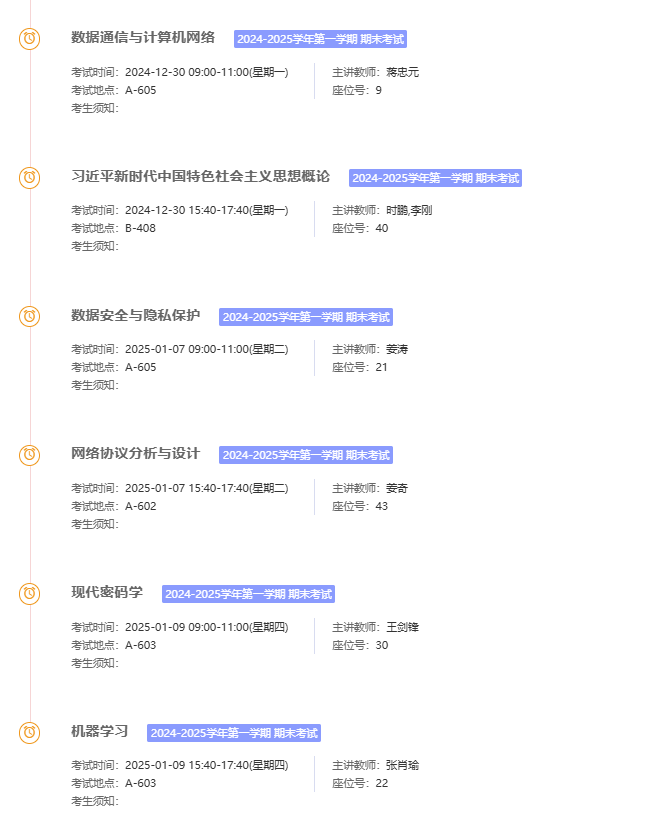 数据通信与计算机网络 2024-2025学年第一学期 期末考试
考试时间：2024-12-30 09:00-11:00(星期一) 主讲教师：蒋忠元
考试地点：A-605 座位号：9
考生须知：
习近平新时代中国特色社会主义思想概论 2024-2025学年第一学期 期末考试
考试时间：2024-12-30 15:40-17:40(星期一) 主讲教师：时鹏,李刚
考试地点：B-408 座位号：40
考生须知：
数据安全与隐私保护 2024-2025学年第一学期 期末考试
考试时间：2025-01-07 09:00-11:00(星期二) 主讲教师：姜涛
考试地点：A-605 座位号：21
考生须知：
网络协议分析与设计 2024-2025学年第一学期 期末考试
考试时间：2025-01-07 15:40-17:40(星期二) 主讲教师：姜奇
考试地点：A-602 座位号：43
考生须知：
现代密码学 2024-2025学年第一学期 期末考试
考试时间：2025-01-09 09:00-11:00(星期四) 主讲教师：王剑锋
考试地点：A-603 座位号：30
考生须知：
机器学习 2024-2025学年第一学期 期末考试
考试时间：2025-01-09 15:40-17:40(星期四) 主讲教师：张肖瑜
考试地点：A-603 座位号：22
考生须知：